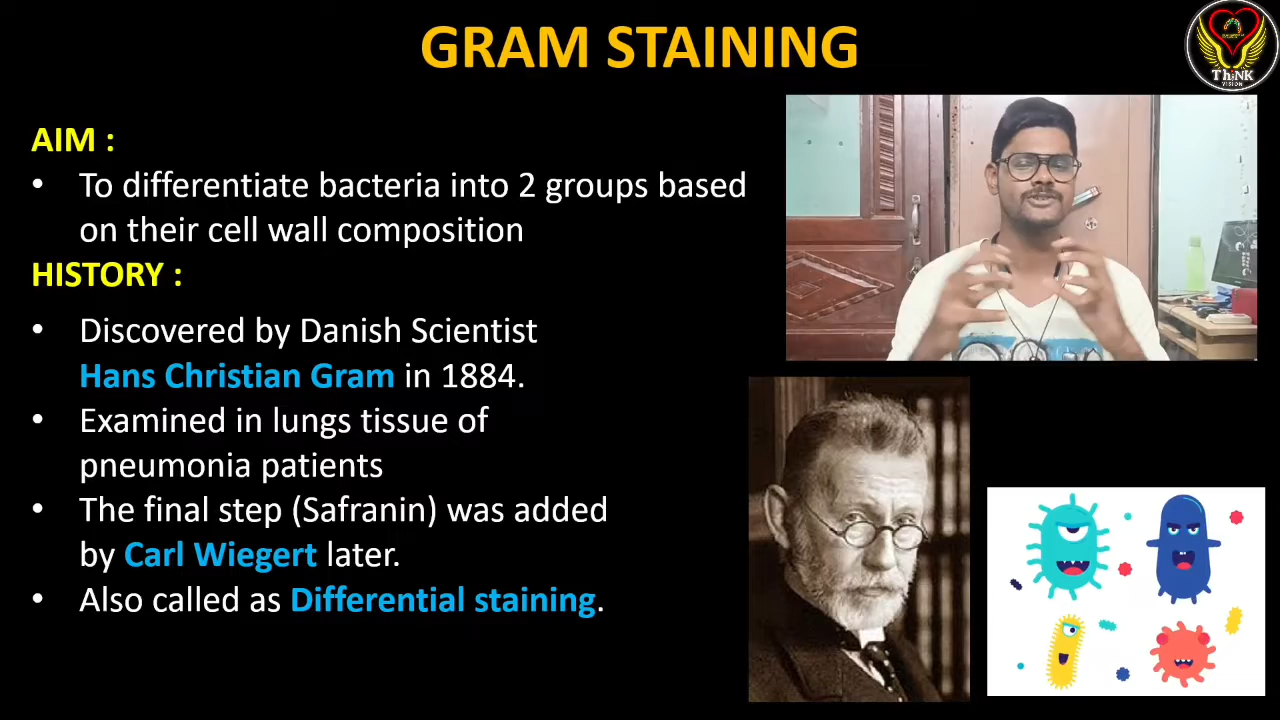 GRAM STAINING
ThiNK
VISION
AIM :
• To differentiate bacteria into 2 groups based
on their cell wall composition
HISTORY :
• Discovered by Danish Scientist
Hans Christian Gram in 1884.
• Examined in lungs tissue of
pneumonia patients
• The final step (Safranin) was added
by Carl Wiegert later.
• Also called as Differential staining.